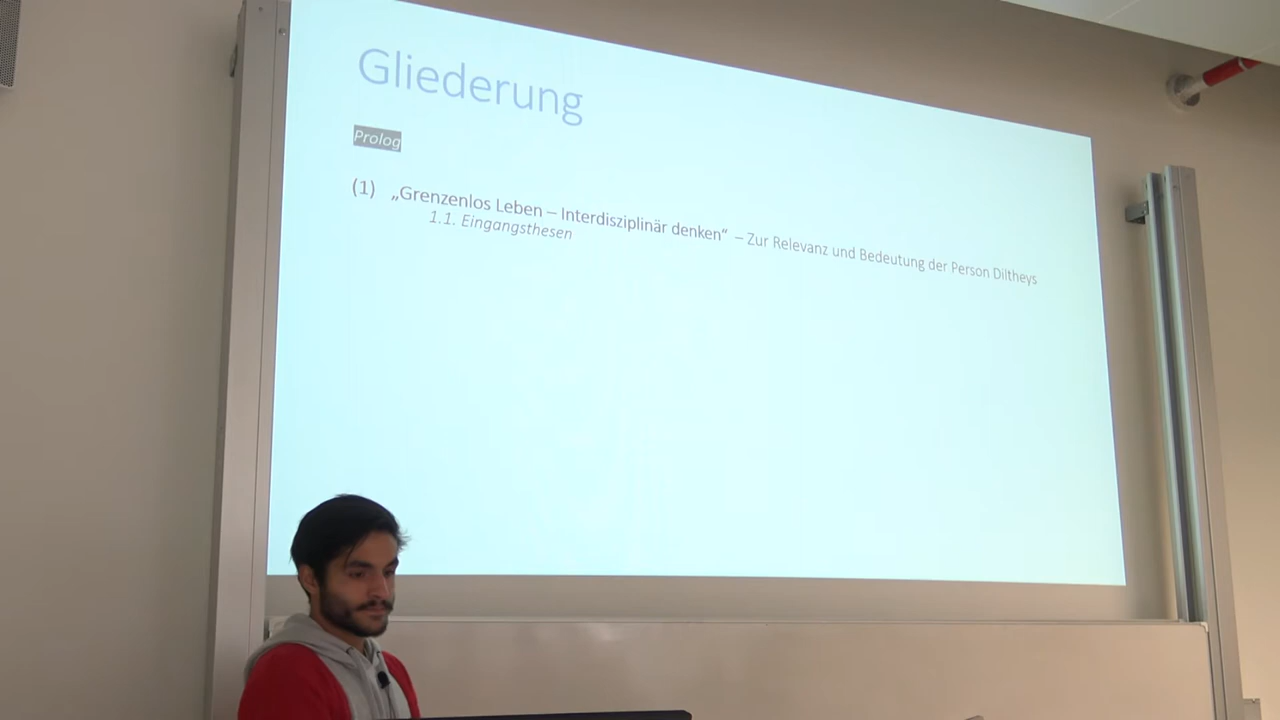 Gliederung
Prolog
(1) „Grenzenlos Leben – Interdisziplinär denken“ – Zur Relevanz und Bedeutung der Person Diltheys
1.1. Eingangsthesen